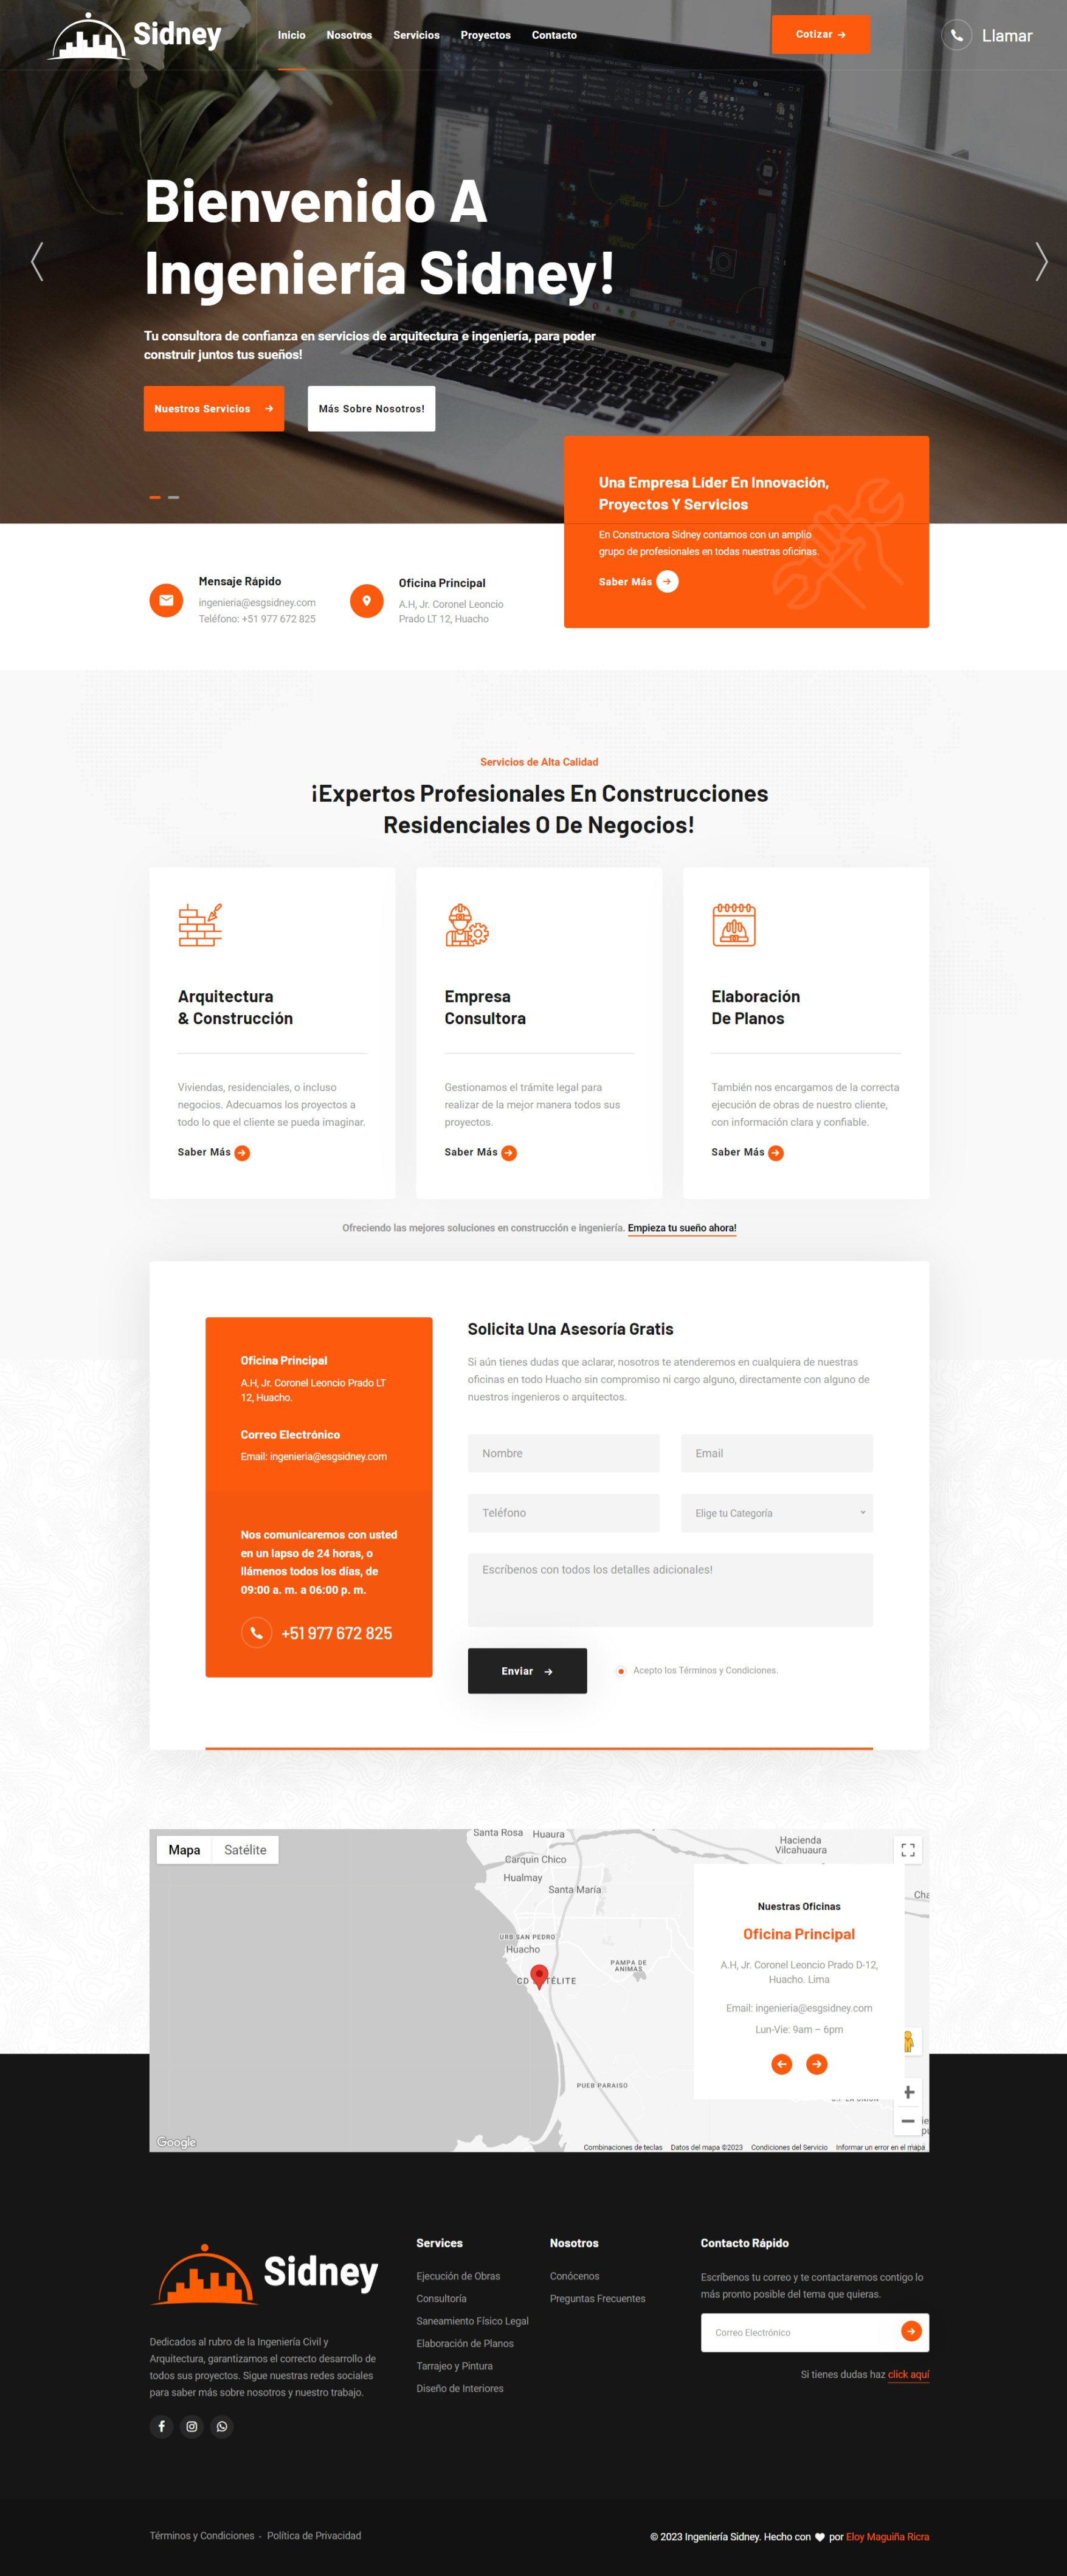 Sidney
Inicio
Nosotros
Servicios
Proyectos
Contacto
Cotizar
Llamar
Bienvenido A
Ingeniería Sidney!
Tu consultora de confianza en servicios de arquitectura e ingeniería, para poder
construir juntos tus sueños!
Nuestros Servicios
Más Sobre Nosotros!
Una Empresa Líder En Innovación,
Proyectos Y Servicios
En Constructora Sidney contamos con un amplio
grupo de profesionales en todas nuestras oficinas.
Saber Más
Mensaje Rápido
ingenieria@esgsidney.com
Teléfono: +51 977 672 825
Oficina Principal
A.H, Jr. Coronel Leoncio
Prado LT 12, Huacho
Servicios de Alta Calidad
¡Expertos Profesionales En Construcciones
Residenciales O De Negocios!
Arquitectura
& Construcción
Viviendas, residenciales, o incluso
negocios. Adecuamos los proyectos a
todo lo que el cliente se pueda imaginar.
Saber Más
Empresa
Consultora
Gestionamos el trámite legal para
realizar de la mejor manera todos sus
proyectos.
Saber Más
Elaboración
De Planos
También nos encargamos de la correcta
ejecución de obras de nuestro cliente,
con información clara y confiable.
Saber Más
Ofreciendo las mejores soluciones en construcción e ingeniería. Empieza tu sueño ahora!
Oficina Principal
A.H, Jr. Coronel Leoncio Prado LT
12, Huacho.
Correo Electrónico
Email: ingenieria@esgsidney.com
Nos comunicaremos con usted
en un lapso de 24 horas, o
llámenos todos los días, de
09:00 a. m. a 06:00 p. m.
+51 977 672 825
Solicita Una Asesoría Gratis
Si aún tienes dudas que aclarar, nosotros te atenderemos en cualquiera de nuestras
oficinas en todo Huacho sin compromiso ni cargo alguno, directamente con alguno de
nuestros ingenieros o arquitectos.
Nombre
Email
Teléfono
Elige tu Categoría
Escríbenos con todos los detalles adicionales!
Enviar
Acepto los Términos y Condiciones.
Mapa
Satélite
Santa Rosa
Huaura
Carquin Chico
Hualmay
Santa María
Hacienda
Vilcahuaura
Cha
URB SAN PEDRO
Huacho
PAMPA DE
ANIMAS
PUEB PARAISO
Nuestras Oficinas
Oficina Principal
A.H, Jr. Coronel Leoncio Prado D-12,
Huacho. Lima
Email: ingenieria@esgsidney.com
Lun-Vie: 9am – 6pm
Google
Combinaciones de teclas
Datos del mapa ©2023
Condiciones del Servicio
Informar un error en el mapa
Sidney
Dedicados al rubro de la Ingeniería Civil y
Arquitectura, garantizamos el correcto desarrollo de
todos sus proyectos. Sigue nuestras redes sociales
para saber más sobre nosotros y nuestro trabajo.
Services
Ejecución de Obras
Consultoría
Saneamiento Físico Legal
Elaboración de Planos
Tarrajeo y Pintura
Diseño de Interiores
Nosotros
Conócenos
Preguntas Frecuentes
Contacto Rápido
Escríbenos tu correo y te contactaremos contigo lo
más pronto posible del tema que quieras.
Correo Electrónico
Si tienes dudas haz click aquí
Términos y Condiciones - Política de Privacidad
© 2023 Ingeniería Sidney. Hecho con por Eloy Maguiña Ricra